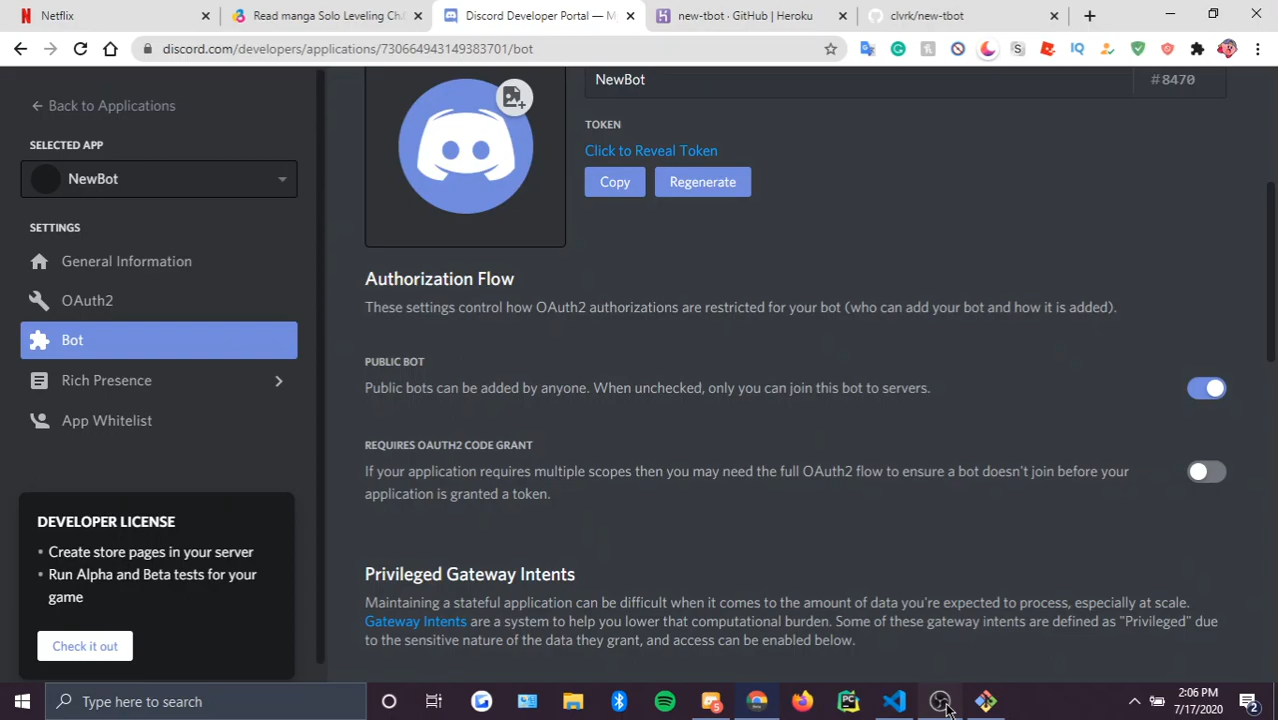 Netflix
Read manga Solo Leveling Ch
Discord Developer Portal —
new-tbot · GitHub | Heroku
clvrk/new-tbot
discord.com/developers/applications/730664943149383701/bot
Back to Applications
SELECTED APP
NewBot
SETTINGS
General Information
OAuth2
Bot
Rich Presence
App Whitelist
DEVELOPER LICENSE
• Create store pages in your server
• Run Alpha and Beta tests for your
game
Check it out
NewBot
#8470
TOKEN
Click to Reveal Token
Copy
Regenerate
Authorization Flow
These settings control how OAuth2 authorizations are restricted for your bot (who can add your bot and how it is added).
PUBLIC BOT
Public bots can be added by anyone. When unchecked, only you can join this bot to servers.
REQUIRES OAUTH2 CODE GRANT
If your application requires multiple scopes then you may need the full OAuth2 flow to ensure a bot doesn't join before your
application is granted a token.
Privileged Gateway Intents
Maintaining a stateful application can be difficult when it comes to the amount of data you're expected to process, especially at scale.
Gateway Intents are a system to help you lower that computational burden. Some of these gateway intents are defined as "Privileged" due
to the sensitive nature of the data they grant, and access can be enabled below.
Type here to search
2:06 PM
7/17/2020